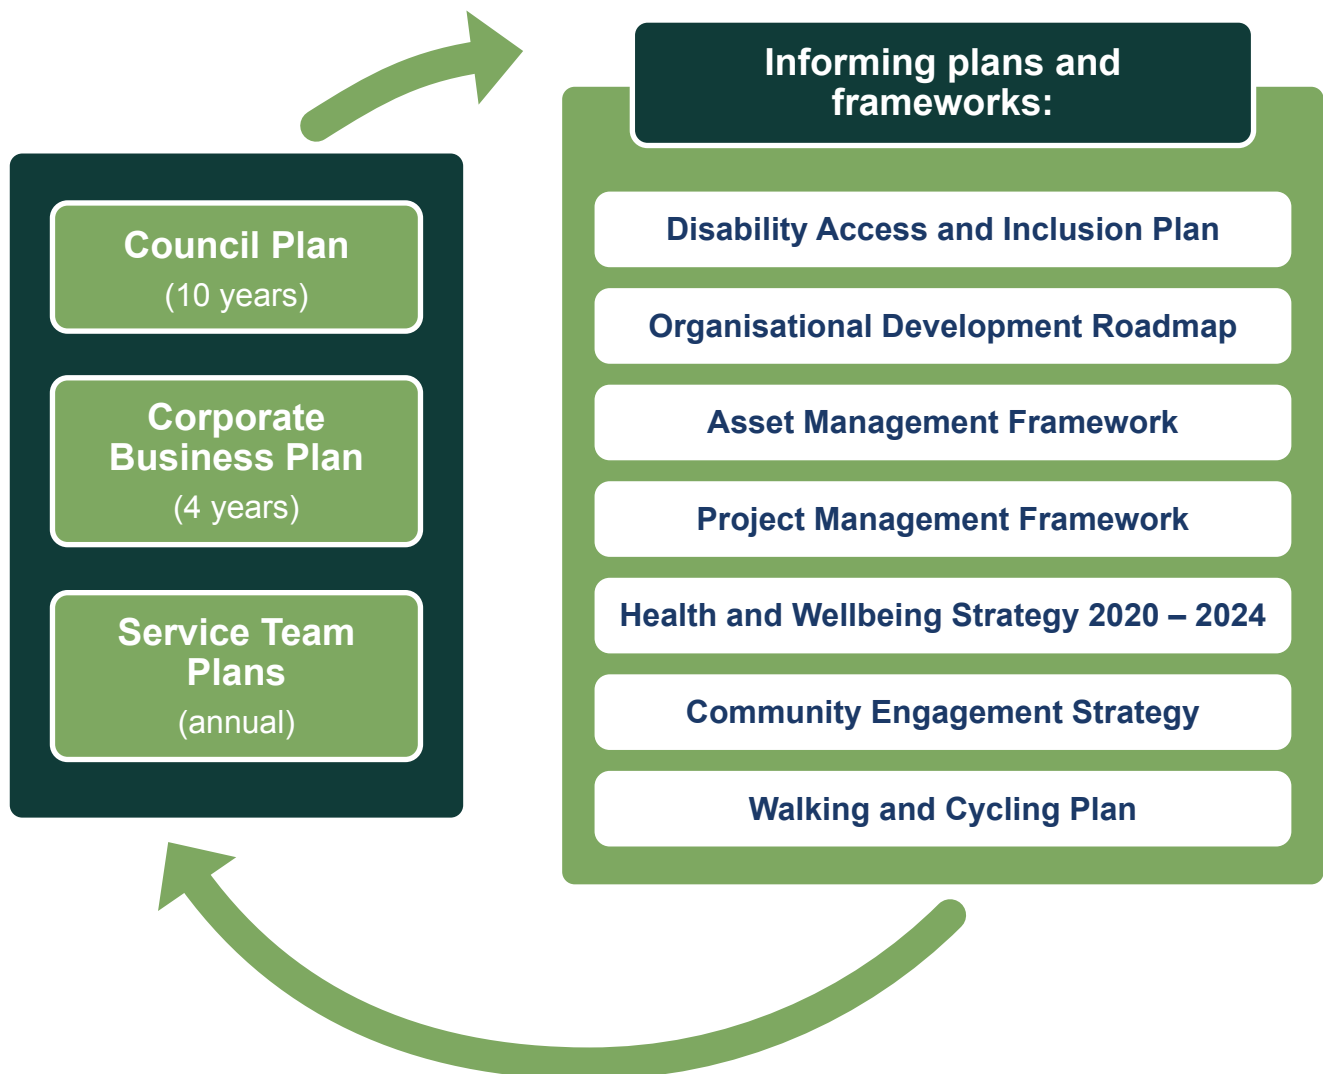 Council Plan
(10 years)
Corporate
Business Plan
(4 years)
Service Team
Plans
(annual)
Informing plans and
frameworks:
Disability Access and Inclusion Plan
Organisational Development Roadmap
Asset Management Framework
Project Management Framework
Health and Wellbeing Strategy 2020 – 2024
Community Engagement Strategy
Walking and Cycling Plan